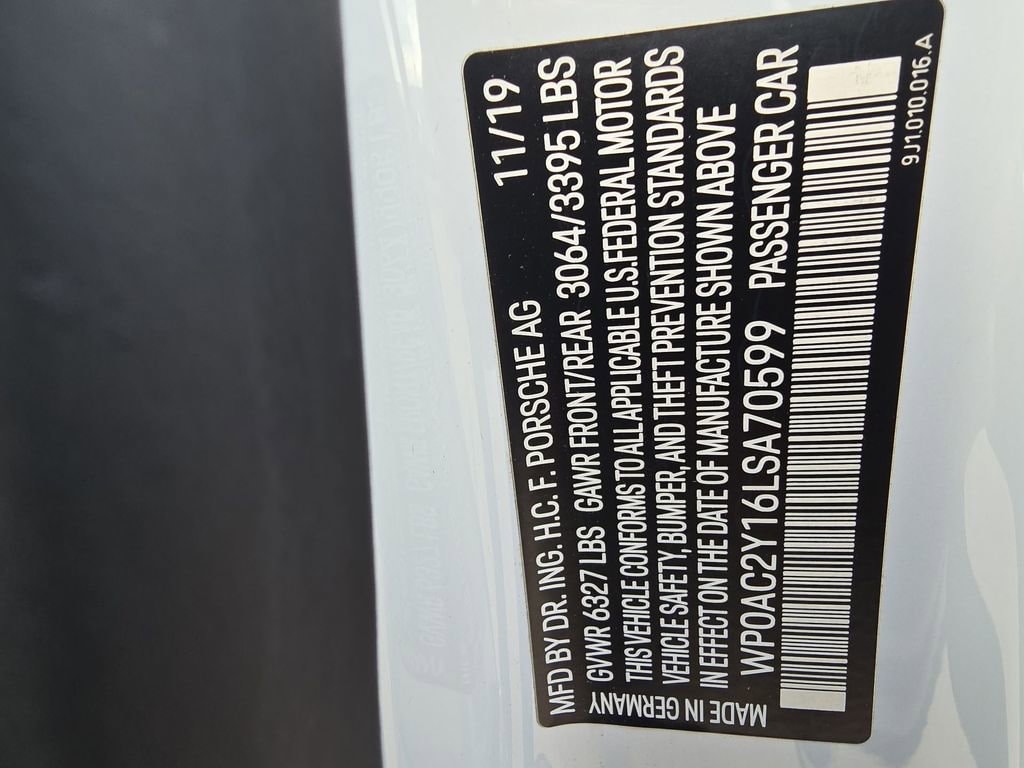 MFD BY DR. ING. H.C. F. PORSCHE AG 11/19
GVWR 6327 LBS GAWR FRONT/REAR 3064/3395 LBS
THIS VEHICLE CONFORMS TO ALL APPLICABLE U.S.FEDERAL MOTOR
VEHICLE SAFETY, BUMPER, AND THEFT PREVENTION STANDARDS
IN EFFECT ON THE DATE OF MANUFACTURE SHOWN ABOVE
WP0AC2Y16LSA70599 PASSENGER CAR
MADE IN GERMANY
9J1.010.016.A